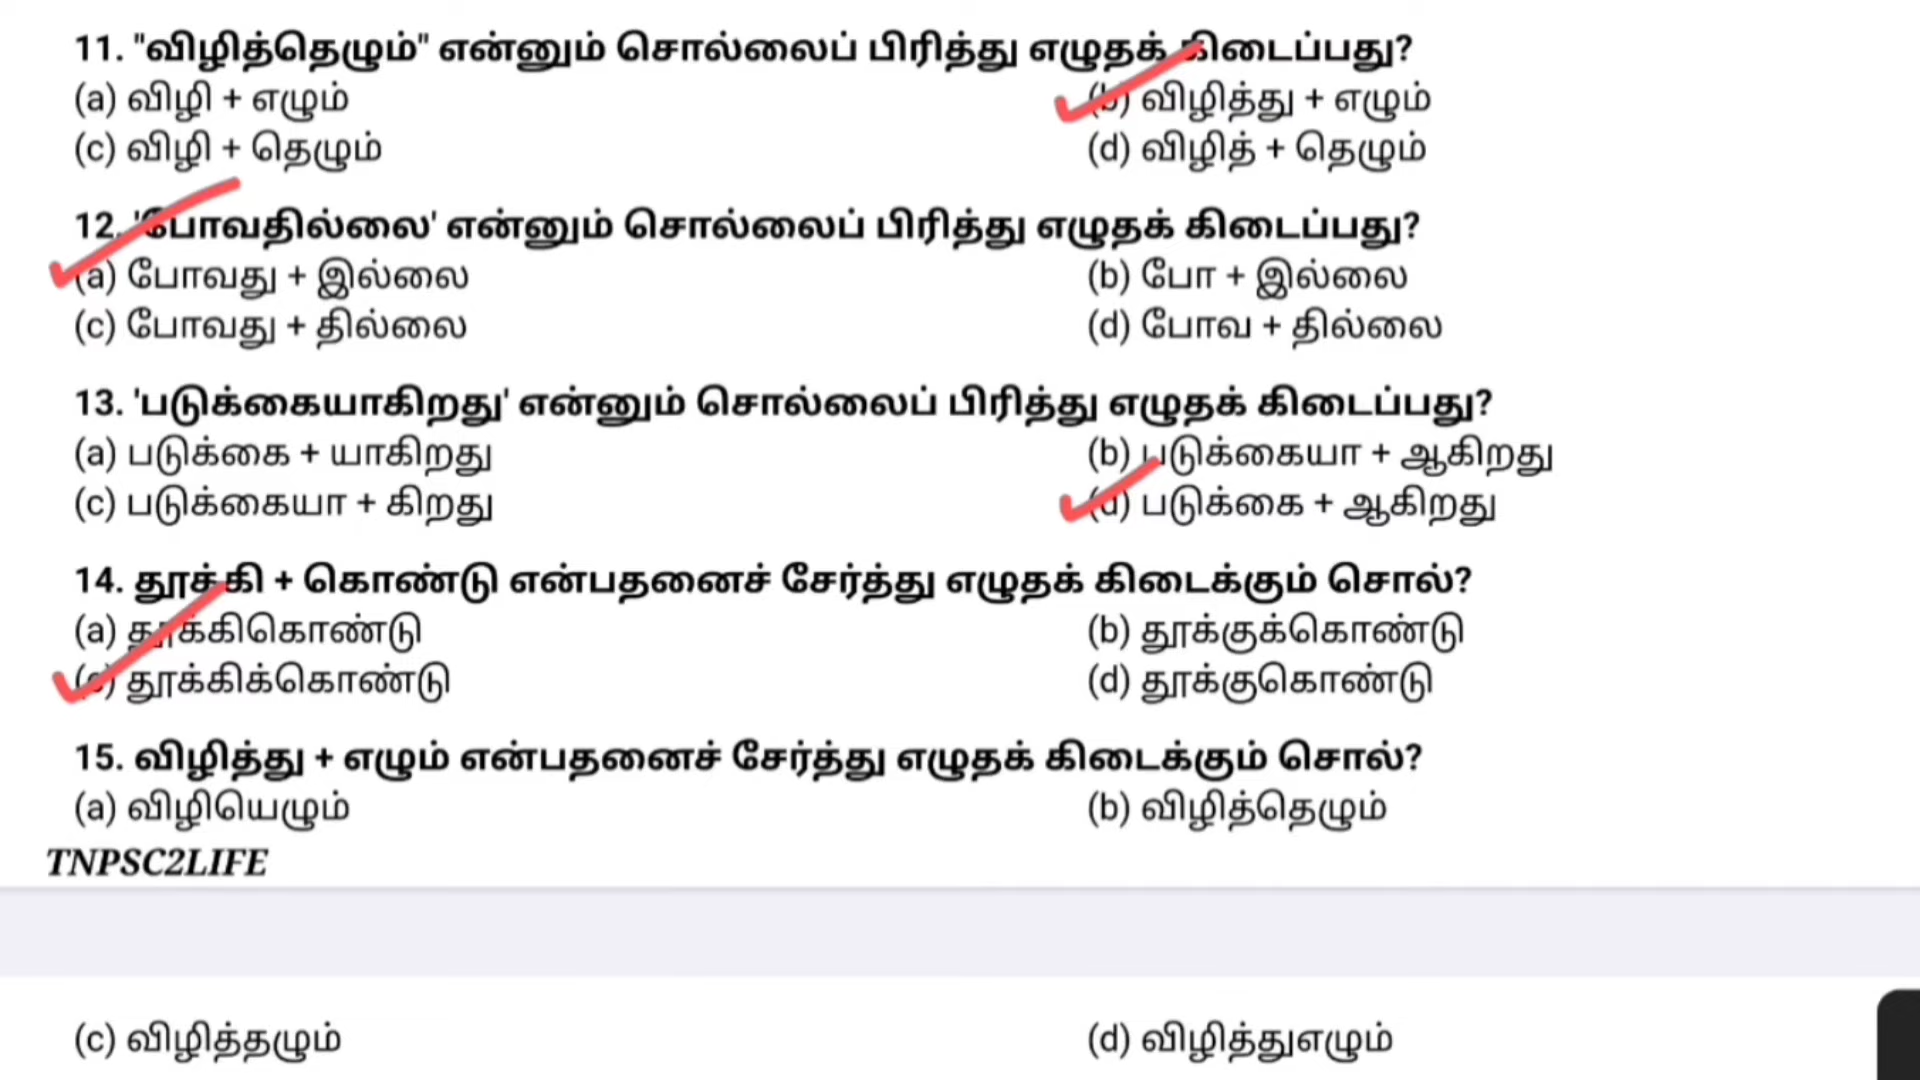 11. "விழித்தெழும்" என்னும் சொல்லைப் பிரித்து எழுதக் கிடைப்பது?
(a) விழி + எழும் (b) விழித்து + எழும்
(c) விழி + தெழும் (d) விழித் + தெழும்
12. 'போவதில்லை' என்னும் சொல்லைப் பிரித்து எழுதக் கிடைப்பது?
(a) போவது + இல்லை (b) போ + இல்லை
(c) போவது + தில்லை (d) போவ + தில்லை
13. 'படுக்கையாகிறது' என்னும் சொல்லைப் பிரித்து எழுதக் கிடைப்பது?
(a) படுக்கை + யாகிறது (b) படுக்கையா + ஆகிறது
(c) படுக்கையா + கிறது (d) படுக்கை + ஆகிறது
14. தூக்கி + கொண்டு என்பதனைச் சேர்த்து எழுதக் கிடைக்கும் சொல்?
(a) தூக்கிகொண்டு (b) தூக்குக்கொண்டு
(c) தூக்கிக்கொண்டு (d) தூக்குகொண்டு
15. விழித்து + எழும் என்பதனைச் சேர்த்து எழுதக் கிடைக்கும் சொல்?
(a) விழியெழும் (b) விழித்தெழும்
TNPSC2LIFE
(c) விழித்தழும் (d) விழித்துஎழும்